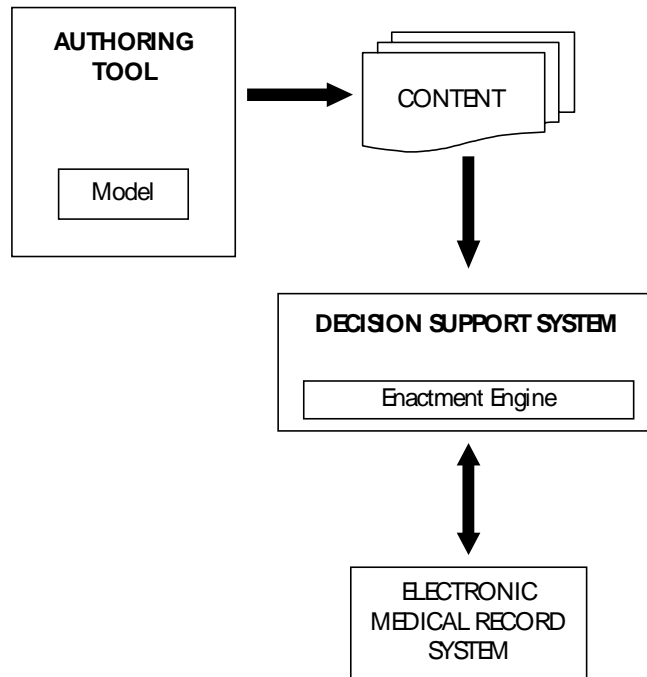 AUTHORING
TOOL
Model
CONTENT
DECISION SUPPORT SYSTEM
Enactment Engine
ELECTRONIC
MEDICAL RECORD
SYSTEM